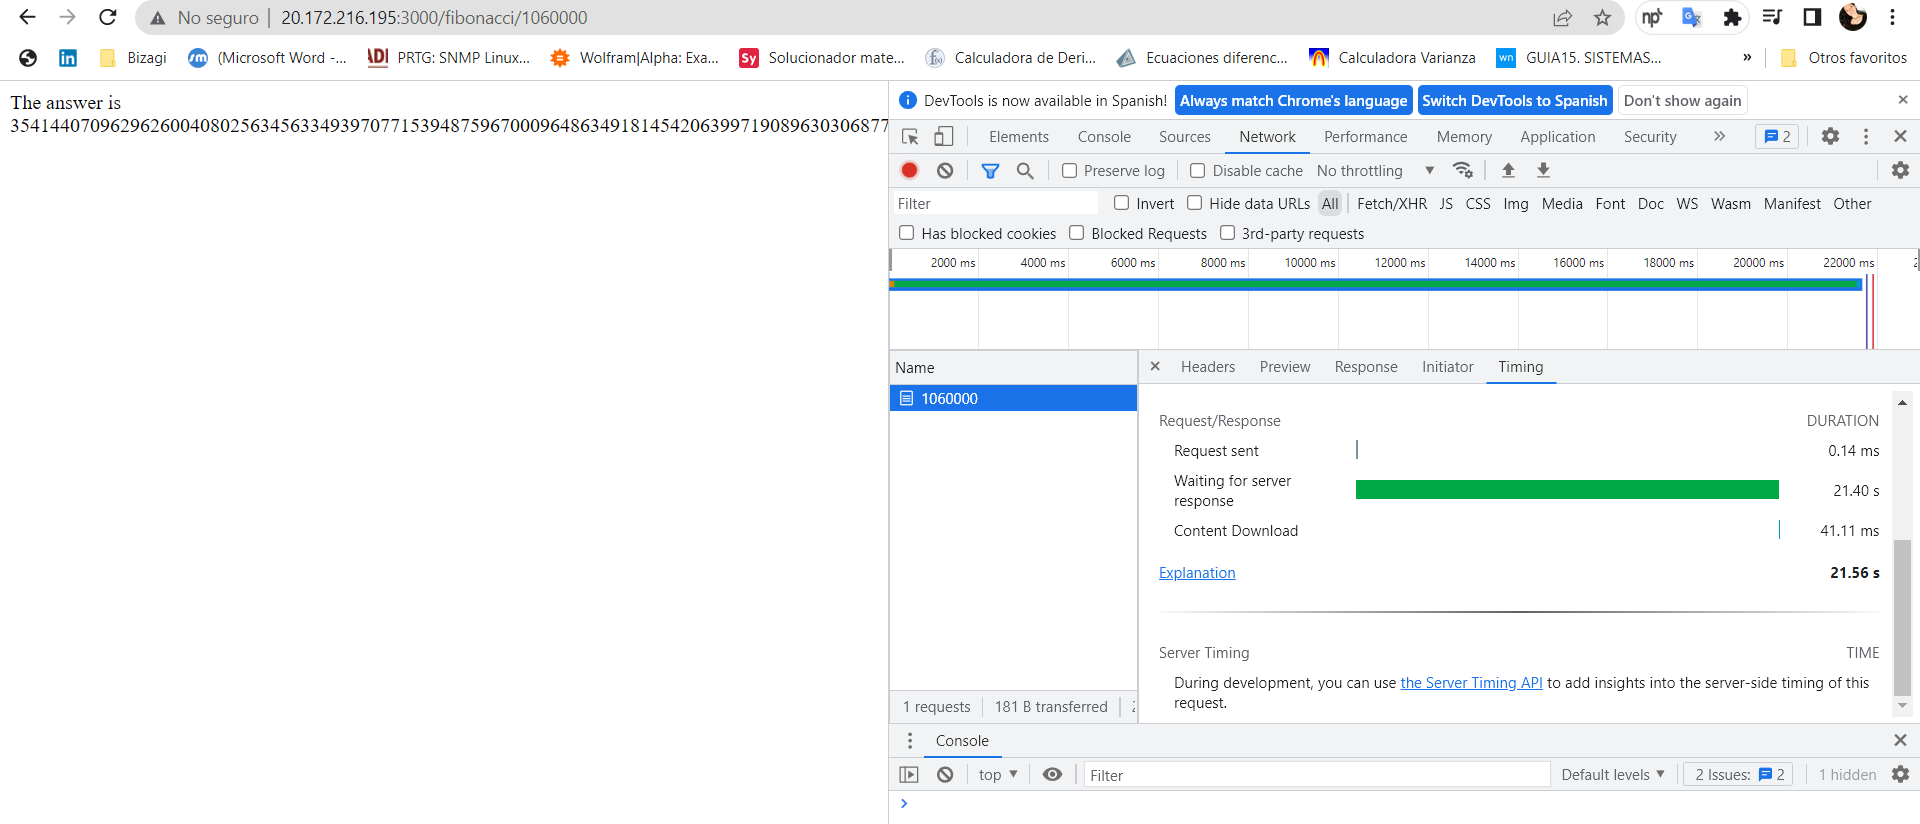 No seguro | 20.172.216.195:3000/fibonacci/1060000
Bizagi (Microsoft Word -... PRTG: SNMP Linux... Wolfram|Alpha: Exa... Sy Solucionador mate... Calculadora de Deri... Ecuaciones diferenc... Calculadora Varianza wn GUIA15. SISTEMAS... » Otros favoritos
The answer is
DevTools is now available in Spanish! Always match Chrome's language Switch DevTools to Spanish Don't show again
Elements Console Sources Network Performance Memory Application Security » 2
Preserve log Disable cache No throttling
Filter Invert Hide data URLs All Fetch/XHR JS CSS Img Media Font Doc WS Wasm Manifest Other
Has blocked cookies Blocked Requests 3rd-party requests
2000 ms 4000 ms 6000 ms 8000 ms 10000 ms 12000 ms 14000 ms 16000 ms 18000 ms 20000 ms 22000 ms
Name
1060000
Headers Preview Response Initiator Timing
Request/Response DURATION
Request sent 0.14 ms
Waiting for server
response 21.40 s
Content Download 41.11 ms
Explanation 21.56 s
Server Timing TIME
During development, you can use the Server Timing API to add insights into the server-side timing of this
request.
1 requests 181 B transferred
Console
top Filter Default levels 2 Issues: 2 1 hidden